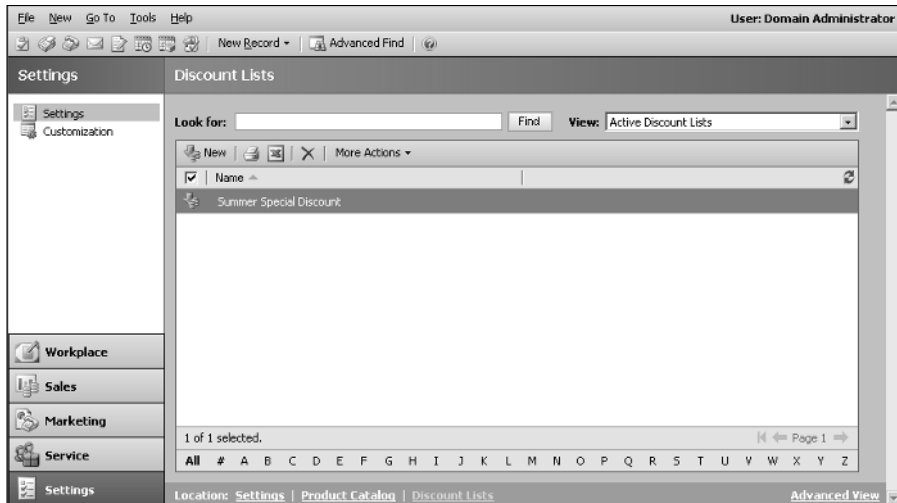 File New Go To Tools Help User: Domain Administrator
New Record Advanced Find
Settings Discount Lists
Settings
Customization
Look for: Find View: Active Discount Lists
New More Actions
Name
Summer Special Discount
Workplace
Sales
Marketing
Service
Settings
1 of 1 selected. Page 1
All # A B C D E F G H I J K L M N O P Q R S T U V W X Y Z
Location: Settings | Product Catalog | Discount Lists Advanced View